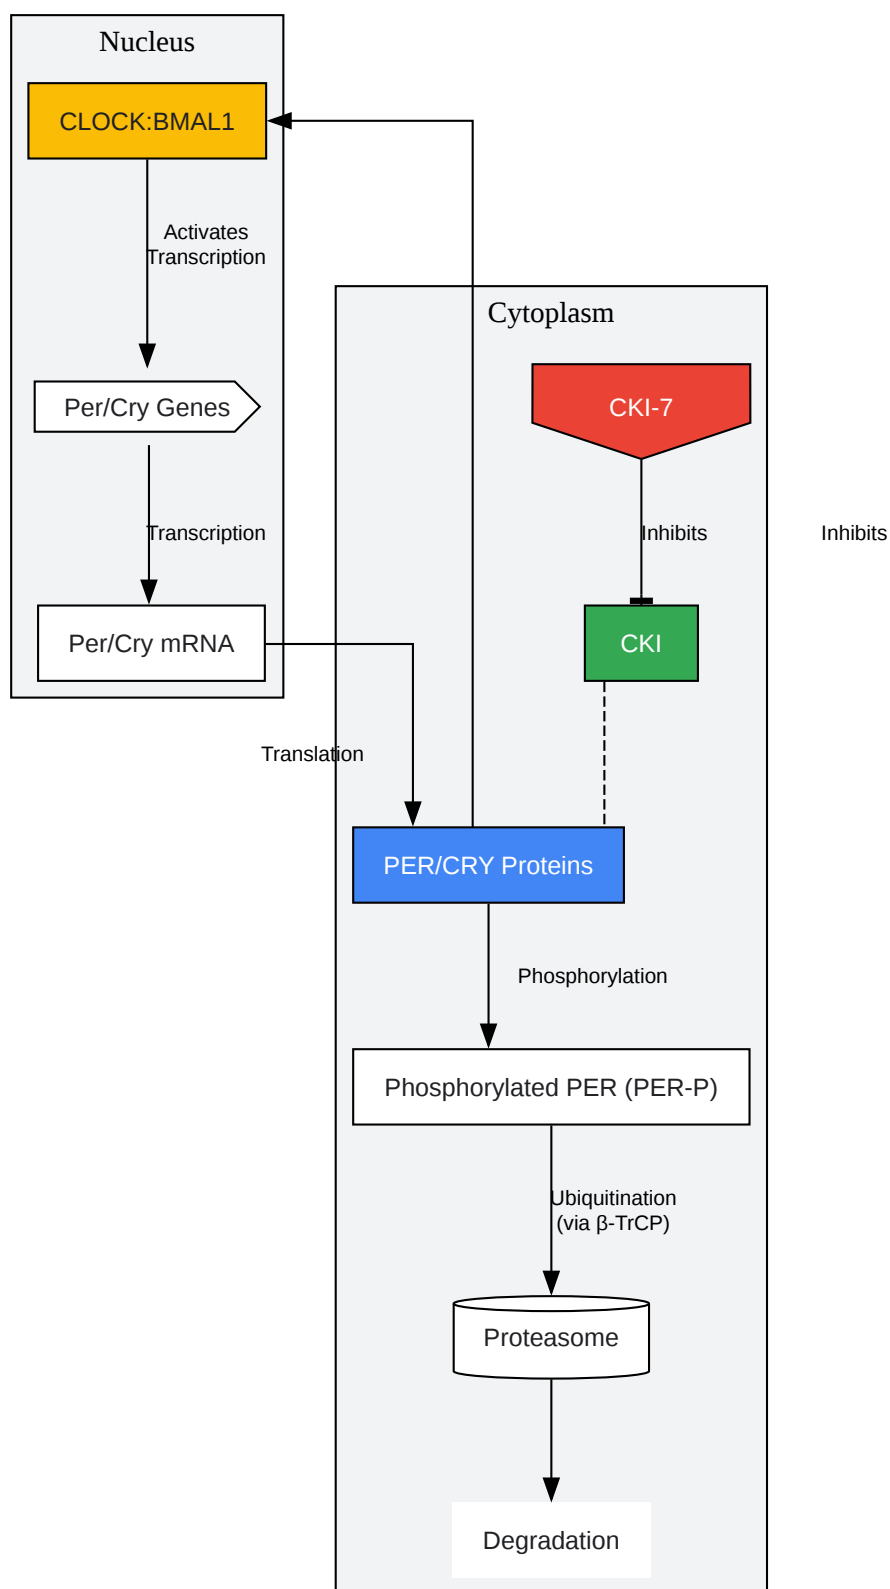 Nucleus
CLOCK:BMAL1
Activates
Transcription
Cytoplasm
Per/Cry Genes
CKI-7
Transcription
Inhibits
Inhibits
Per/Cry mRNA
CKI
Translation
PER/CRY Proteins
Phosphorylation
Phosphorylated PER (PER-P)
Ubiquitination
(via β-TrCP)
Proteasome
Degradation